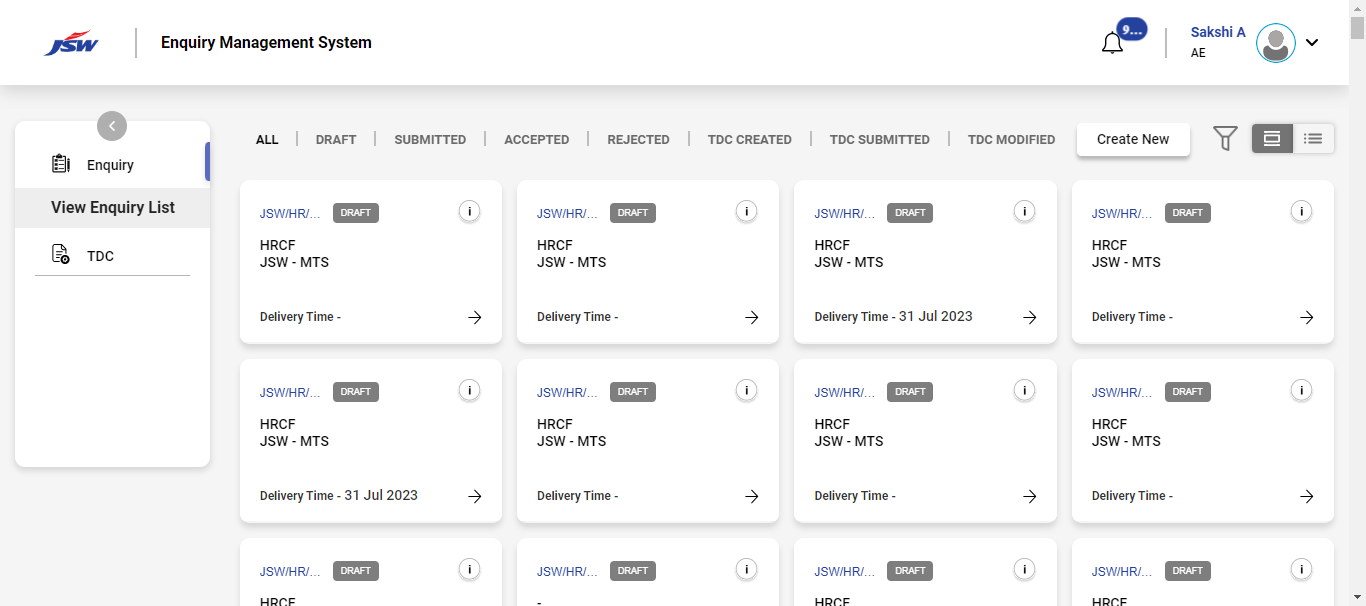 JSW
Enquiry Management System
9...
Sakshi A
AE
Enquiry
View Enquiry List
TDC
ALL | DRAFT | SUBMITTED | ACCEPTED | REJECTED | TDC CREATED | TDC SUBMITTED | TDC MODIFIED
Create New
JSW/HR/... DRAFT i
HRCF
JSW - MTS
Delivery Time -
JSW/HR/... DRAFT i
HRCF
JSW - MTS
Delivery Time -
JSW/HR/... DRAFT i
HRCF
JSW - MTS
Delivery Time - 31 Jul 2023
JSW/HR/... DRAFT i
HRCF
JSW - MTS
Delivery Time -
JSW/HR/... DRAFT i
HRCF
JSW - MTS
Delivery Time - 31 Jul 2023
JSW/HR/... DRAFT i
HRCF
JSW - MTS
Delivery Time -
JSW/HR/... DRAFT i
HRCF
JSW - MTS
Delivery Time -
JSW/HR/... DRAFT i
HRCF
JSW - MTS
Delivery Time -
JSW/HR/... DRAFT i
HRCF
JSW/HR/... DRAFT i
-
JSW/HR/... DRAFT i
HRCF
JSW/HR/... DRAFT i
HRCF